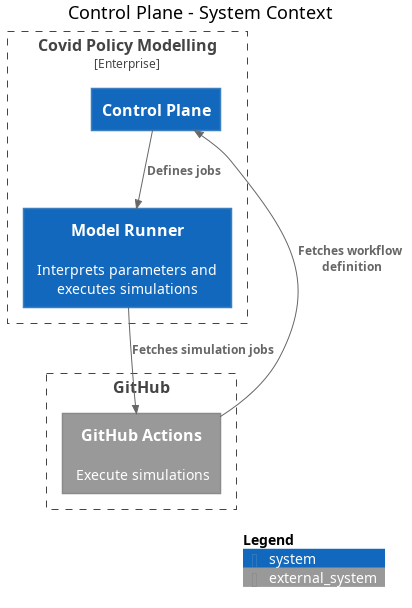 Control Plane - System Context
Covid Policy Modelling
[Enterprise]
Control Plane
Defines jobs
Model Runner
Interprets parameters and
executes simulations
Fetches workflow
definition
Fetches simulation jobs
GitHub
GitHub Actions
Execute simulations
Legend
system
external_system